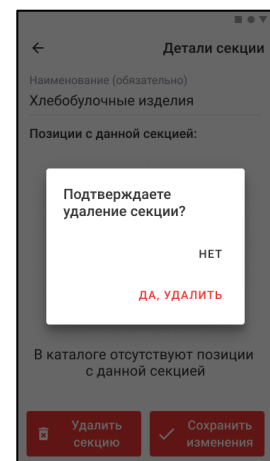 Детали секции
Наименование (обязательно)
Хлебобулочные изделия
Позиции с данной секцией:
Подтверждаете
удаление секции?
НЕТ
ДА, УДАЛИТЬ
В каталоге отсутствуют позиции
с данной секцией
Удалить
секцию
Сохранить
изменения